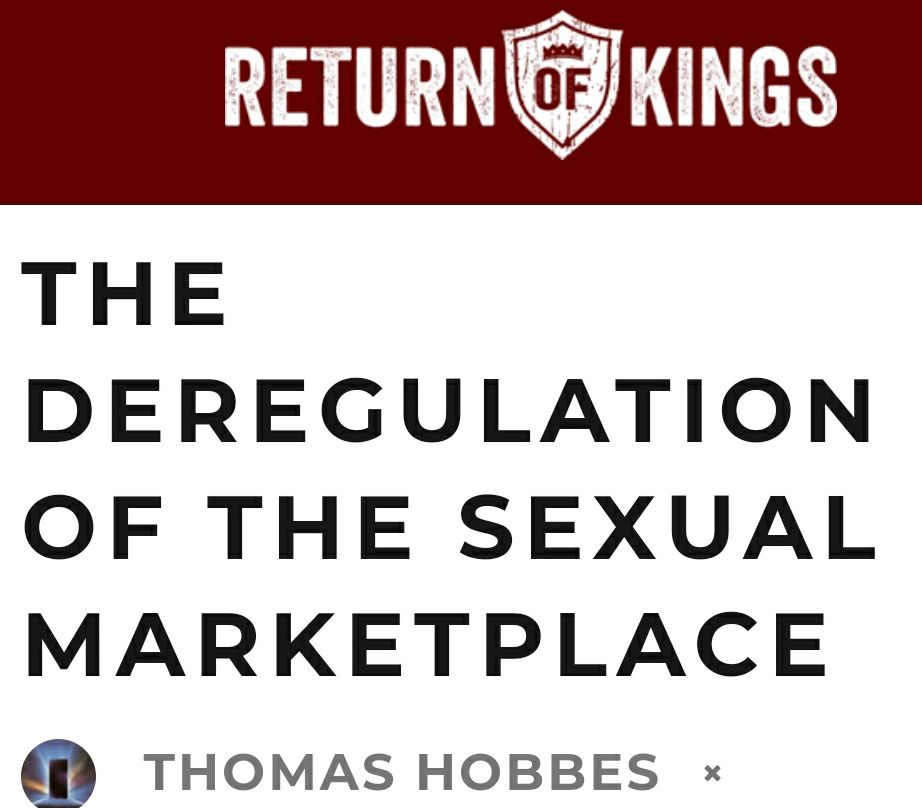 RETURN OF KINGS
THE
DEREGULATION
OF THE SEXUAL
MARKETPLACE
THOMAS HOBBES ×